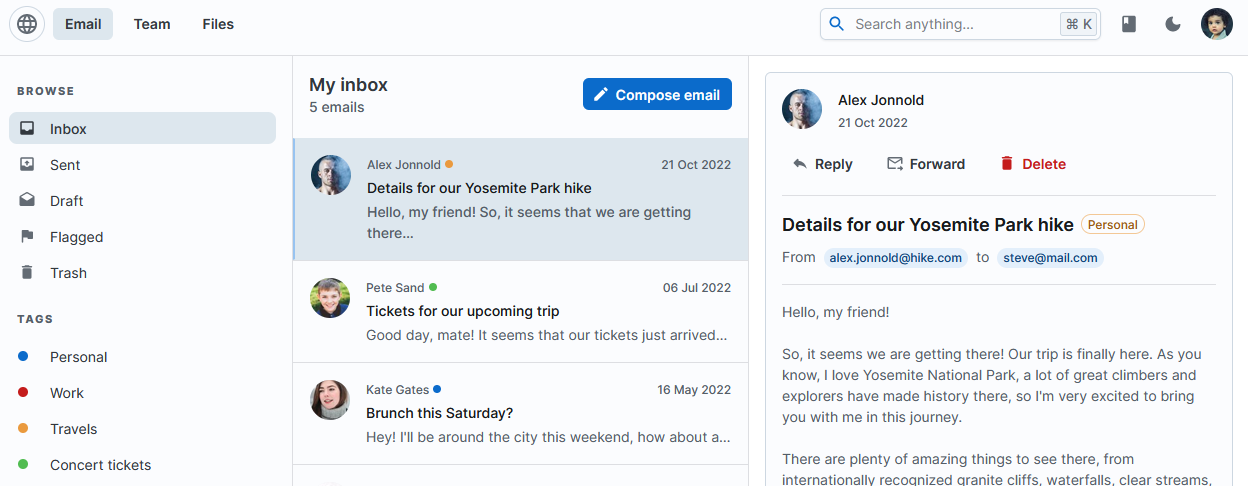 Email Team Files
Search anything... ⌘ K
BROWSE
Inbox
Sent
Draft
Flagged
Trash
TAGS
Personal
Work
Travels
Concert tickets
My inbox
5 emails
Compose email
Alex Jonnold 21 Oct 2022
Details for our Yosemite Park hike
Hello, my friend! So, it seems that we are getting
there...
Pete Sand 06 Jul 2022
Tickets for our upcoming trip
Good day, mate! It seems that our tickets just arrived...
Kate Gates 16 May 2022
Brunch this Saturday?
Hey! I'll be around the city this weekend, how about a...
Alex Jonnold
21 Oct 2022
Reply Forward Delete
Details for our Yosemite Park hike Personal
From alex.jonnold@hike.com to steve@mail.com
Hello, my friend!
So, it seems we are getting there! Our trip is finally here. As you
know, I love Yosemite National Park, a lot of great climbers and
explorers have made history there, so I'm very excited to bring
you with me in this journey.
There are plenty of amazing things to see there, from
internationally recognized granite cliffs, waterfalls, clear streams,